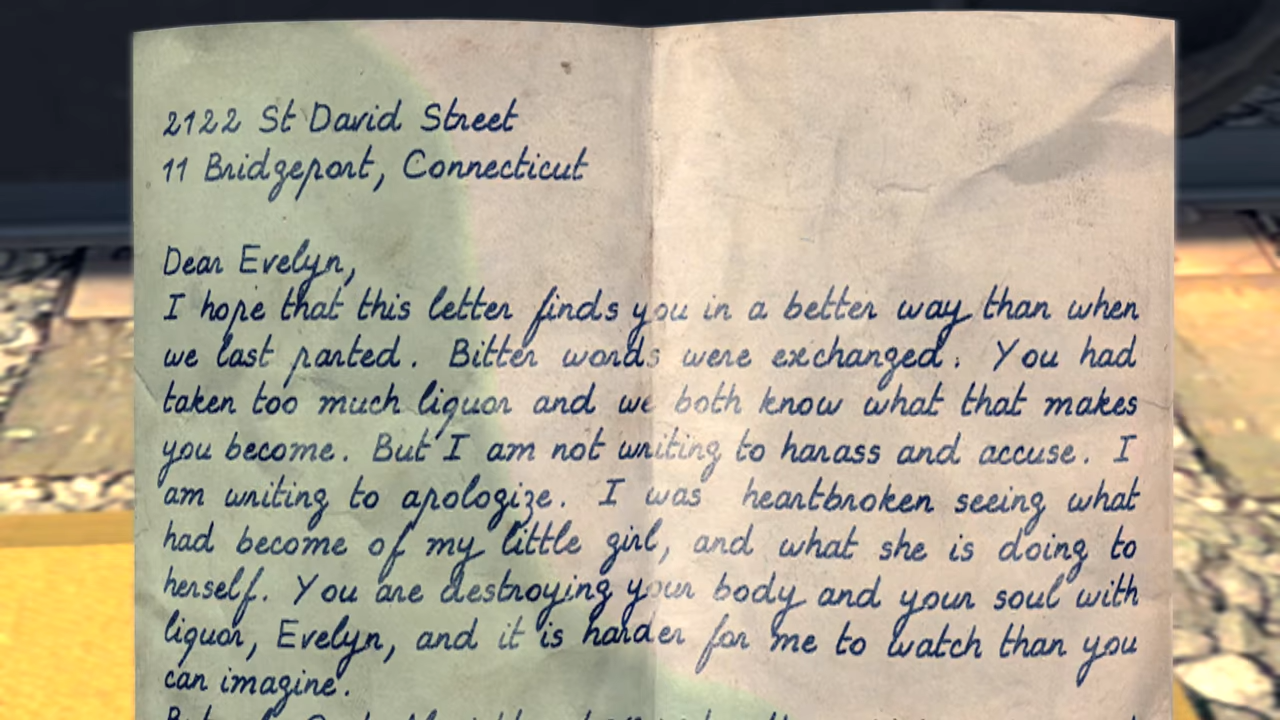 2122 St David Street
11 Bridgeport, Connecticut
Dear Evelyn,
I hope that this letter finds you in a better way than when
we last parted. Bitter words were exchanged. You had
taken too much liquor and we both know what that makes
you become. But I am not writing to harass and accuse. I
am writing to apologize. I was heartbroken seeing what
had become of my little girl, and what she is doing to
herself. You are destroying your body and your soul with
liquor, Evelyn, and it is harder for me to watch than you
can imagine.